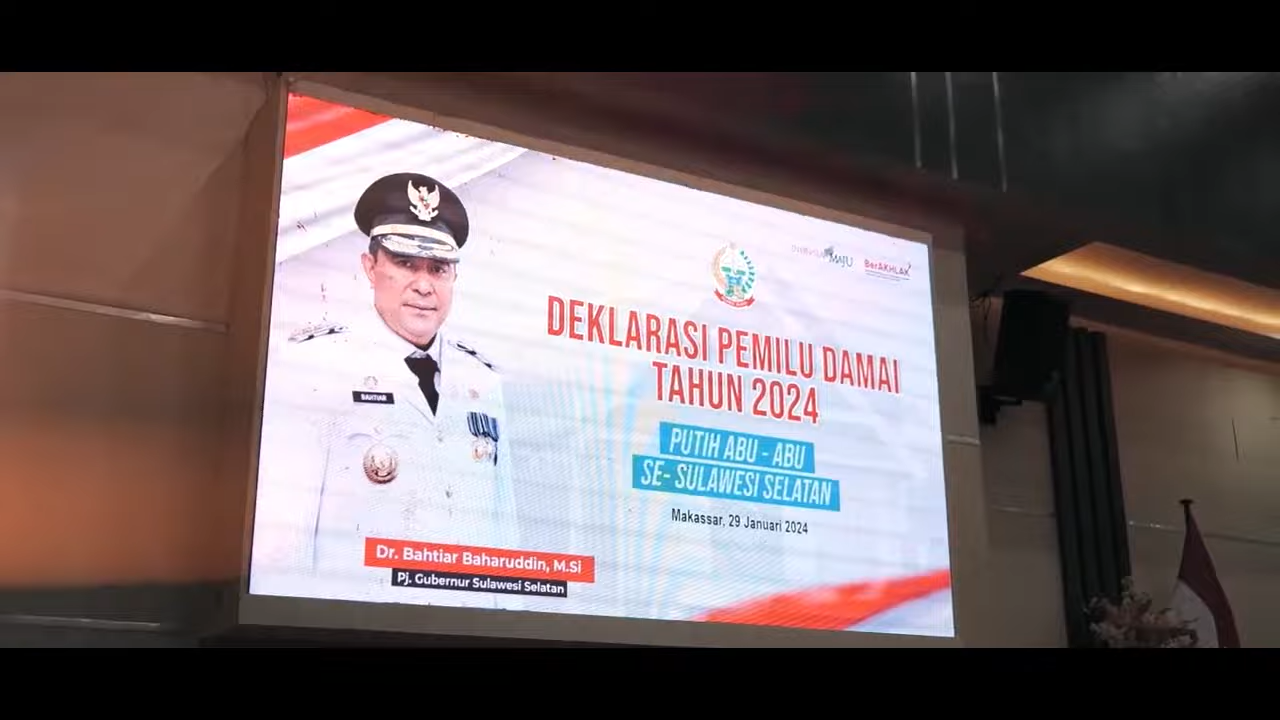 MAJU
BerAKHLAK
DEKLARASI PEMILU DAMAI
TAHUN 2024
PUTIH ABU - ABU
SE- SULAWESI SELATAN
Makassar, 29 Januari 2024
BAHTIAR
Dr. Bahtiar Baharuddin, M.Si
Pj. Gubernur Sulawesi Selatan